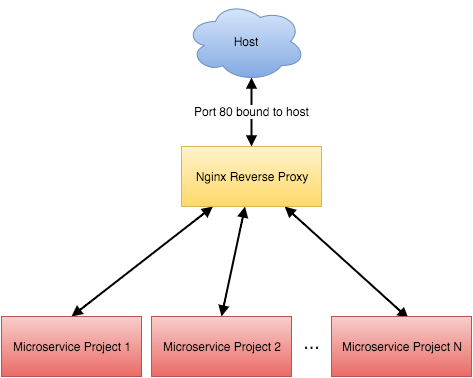 Host
Port 80 bound to host
Nginx Reverse Proxy
Microservice Project 1
Microservice Project 2
...
Microservice Project N